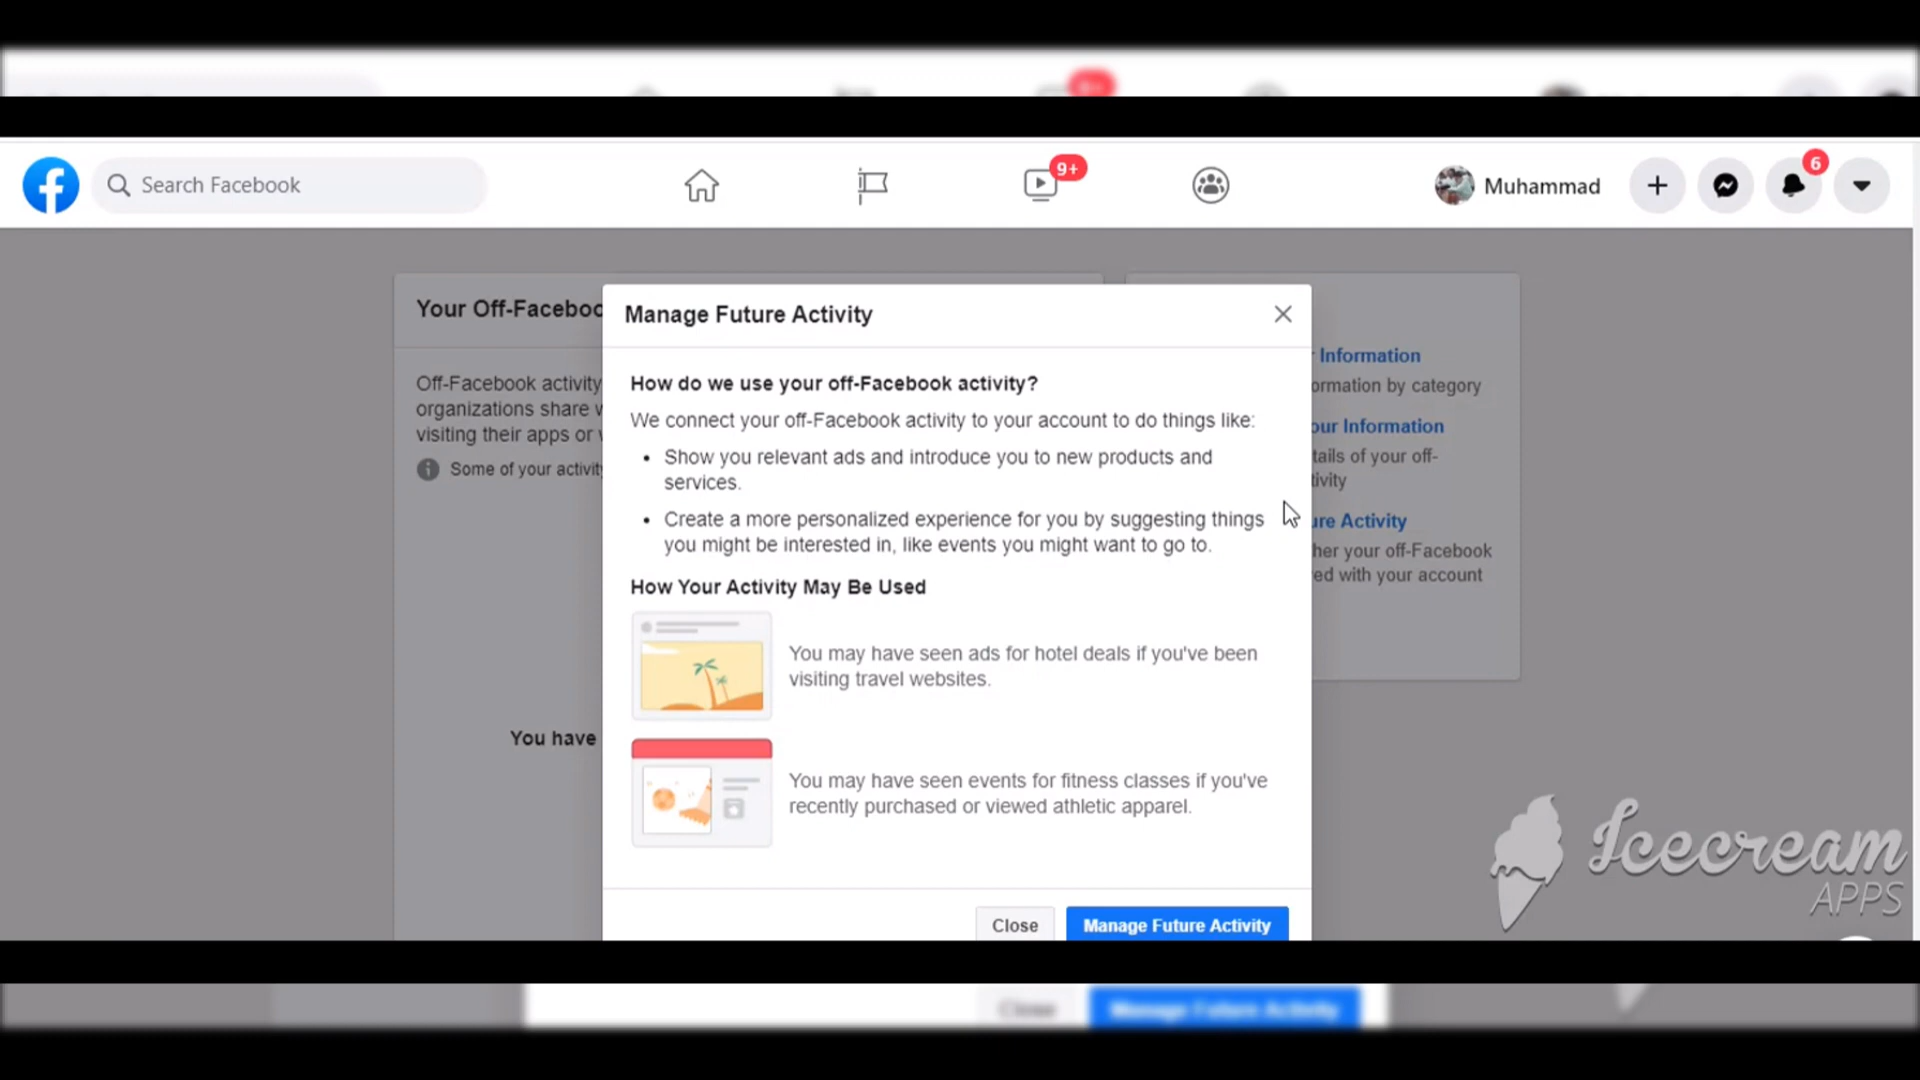 9+
Search Facebook
9+
Muhammad
6
Your Off-Faceboo
Off-Facebook activity
organizations share w
visiting their apps or
Some of your activity
You have
Manage Future Activity
How do we use your off-Facebook activity?
We connect your off-Facebook activity to your account to do things like:
• Show you relevant ads and introduce you to new products and
services.
• Create a more personalized experience for you by suggesting things
you might be interested in, like events you might want to go to.
How Your Activity May Be Used
You may have seen ads for hotel deals if you've been
visiting travel websites.
You may have seen events for fitness classes if you've
recently purchased or viewed athletic apparel.
Close
Manage Future Activity
Information
ormation by category
our Information
tails of your off-
tivity
ure Activity
her your off-Facebook
ed with your account
Icecream
APPS
Close
Manage Future Activity